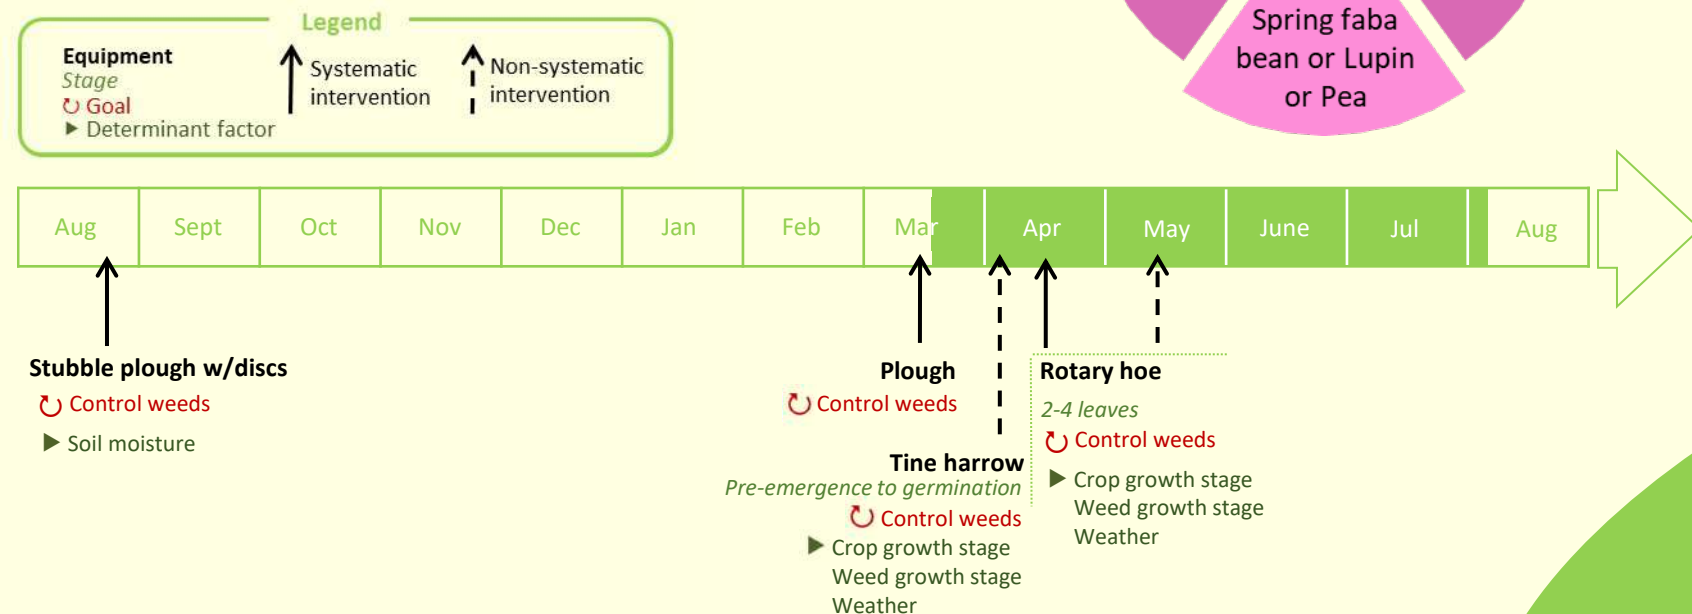 Legend
Equipment
Stage
Goal
Determinant factor
Systematic
intervention
Non-systematic
intervention
Spring faba
bean or Lupin
or Pea
Aug
Sept
Oct
Nov
Dec
Jan
Feb
Mar
Apr
May
June
Jul
Aug
Stubble plough w/discs
Control weeds
Soil moisture
Plough
Control weeds
Tine harrow
Pre-emergence to germination
Control weeds
Crop growth stage
Weed growth stage
Weather
Rotary hoe
2-4 leaves
Control weeds
Crop growth stage
Weed growth stage
Weather